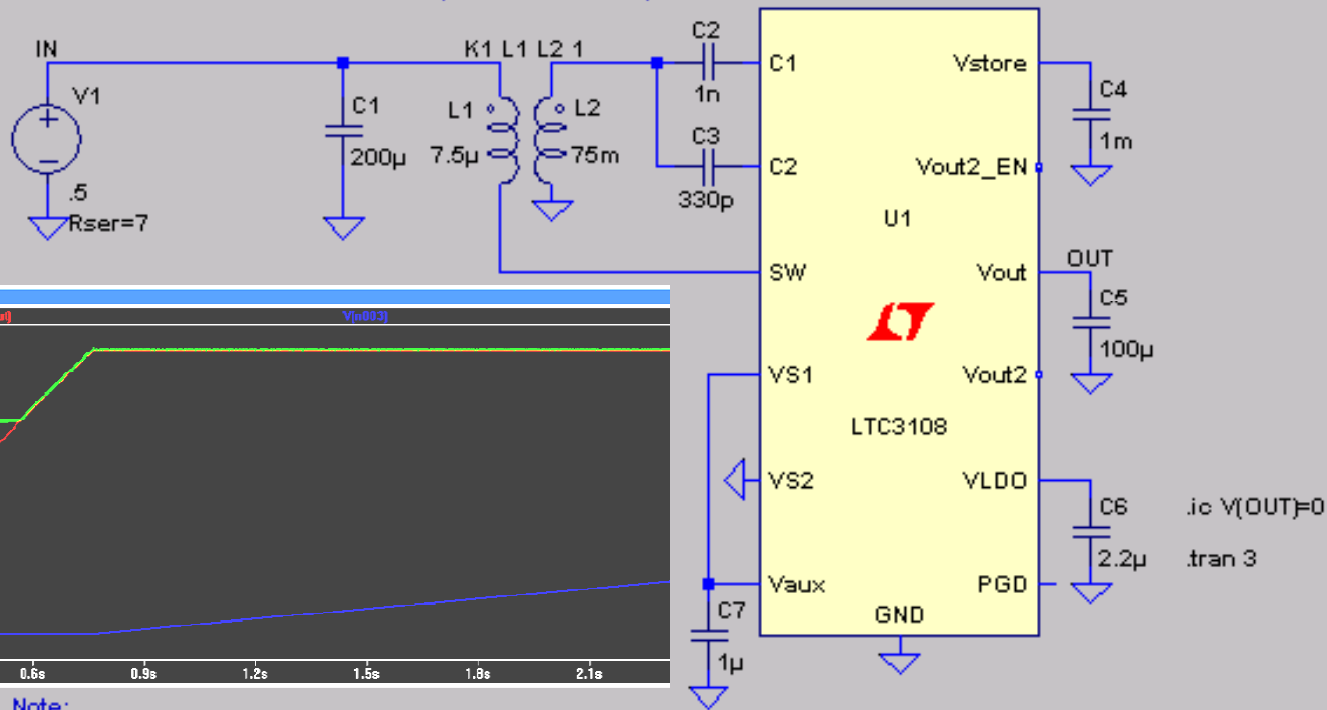 IN
V1
.5
Rser=7
C1
200µ
K1 L1 L2 1
L1
7.5µ
L2
75m
C2
1n
C3
330p
C1
C2
SW
VS1
VS2
Vaux
Vstore
Vout2_EN
U1
Vout
Vout2
LTC3108
VLDO
PGD
GND
C4
1m
OUT
C5
100µ
C6
2.2µ
.ic V(OUT)=0
.tran 3
C7
1µ
V(n003)
0.6s 0.9s 1.2s 1.5s 1.8s 2.1s
Note: